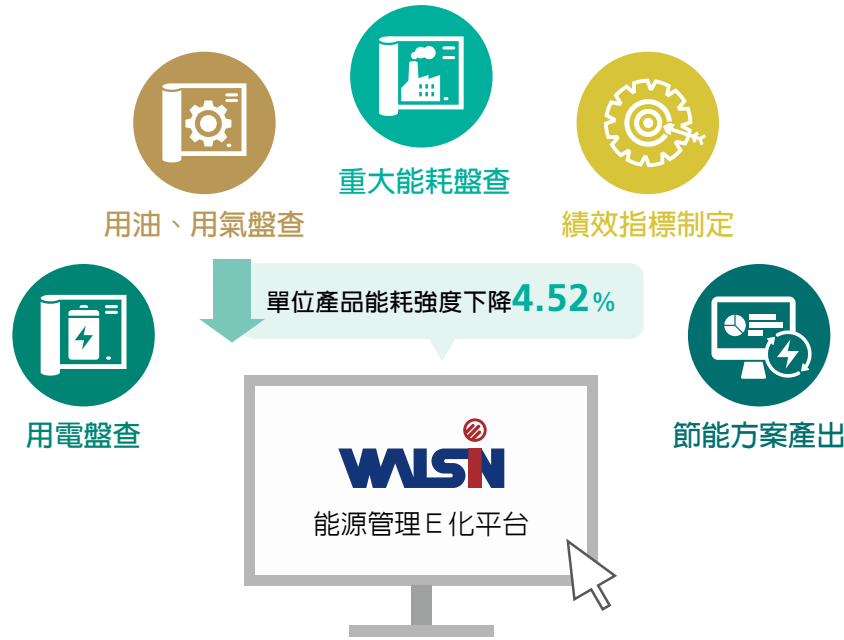 重大能耗盤查
用油、用氣盤查
績效指標制定
單位產品能耗強度下降4.52%
用電盤查
節能方案產出
WALSIN
能源管理E化平台